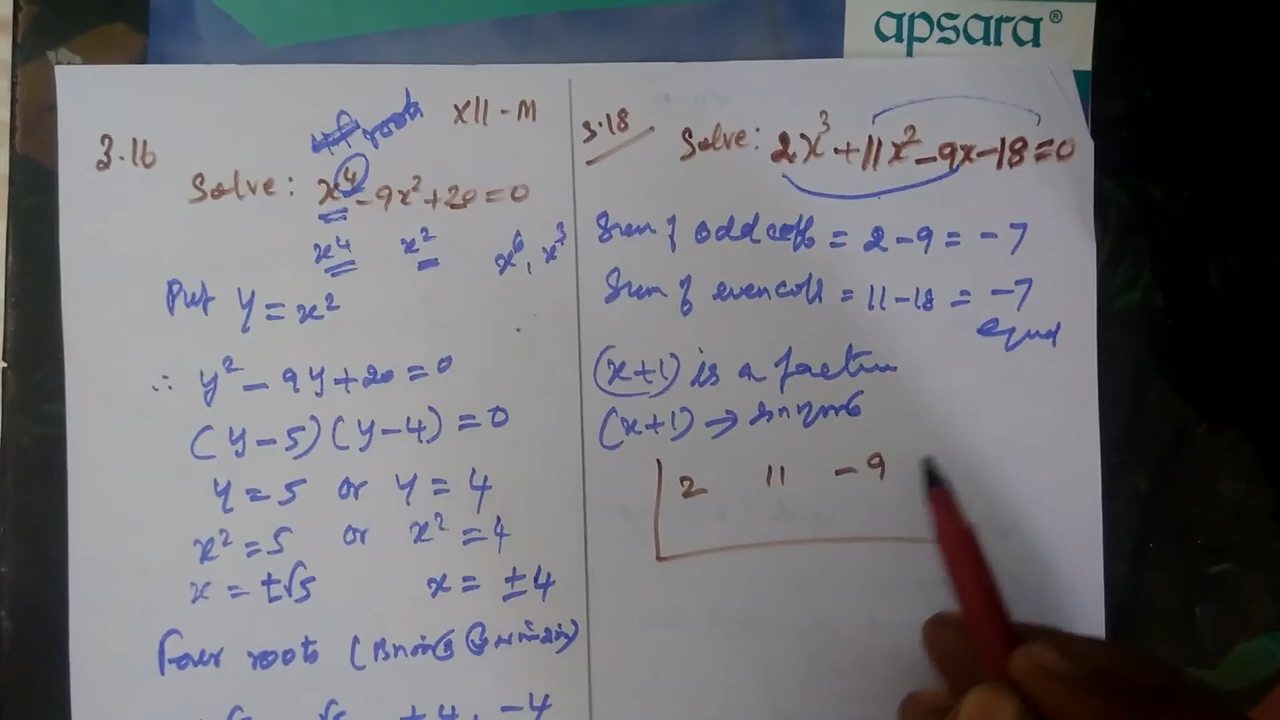 apsara®
XII - M
roots
3.16
Solve: x⁴ - 9x² + 20 = 0
x⁴ x² x⁶, x³
Put y = x²
∴ y² - 9y + 20 = 0
(y - 5) (y - 4) = 0
y = 5 or y = 4
x² = 5 or x² = 4
x = ±√5 x = ±4
Four roots
+4, -4
3.18
Solve: 2x³ + 11x² - 9x - 18 = 0
Sum of odd coeff = 2 - 9 = -7
Sum of even coeff = 11 - 18 = -7
equal
(x+1) is a factor
(x+1) →
2 11 -9